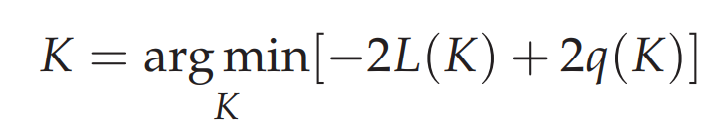 K = arg min[−2L(K) + 2q(K)]
K